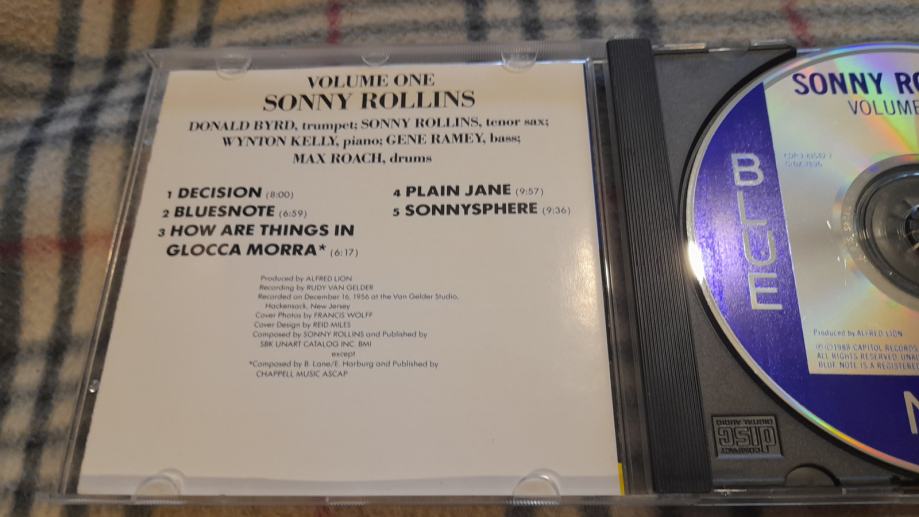 VOLUME ONE
SONNY ROLLINS
DONALD BYRD, trumpet; SONNY ROLLINS, tenor sax;
WYNTON KELLY, piano; GENE RAMEY, bass;
MAX ROACH, drums
1 DECISION (8:00)
2 BLUESNOTE (6:59)
3 HOW ARE THINGS IN
GLOCCA MORRA* (6:17)
4 PLAIN JANE (9:57)
5 SONNYSPHERE (9:36)
Produced by ALFRED LION
Recording by RUDY VAN GELDER
Recorded on December 16, 1956 at the Van Gelder Studio,
Hackensack, New Jersey
Cover Photos by FRANCIS WOLFF
Cover Design by REID MILES
Composed by SONNY ROLLINS and Published by
SBK UNART CATALOG INC. BMI
except
*Composed by B. Lane/E. Harburg and Published by
CHAPPELL MUSIC ASCAP
SONNY RO
VOLUME
BLUE
N
Produced by ALFRED LION
℗©1988 CAPITOL RECORDS
ALL RIGHTS RESERVED. UNAU
BLUE NOTE IS A REGISTERED
COMPACT
disc
DIGITAL AUDIO